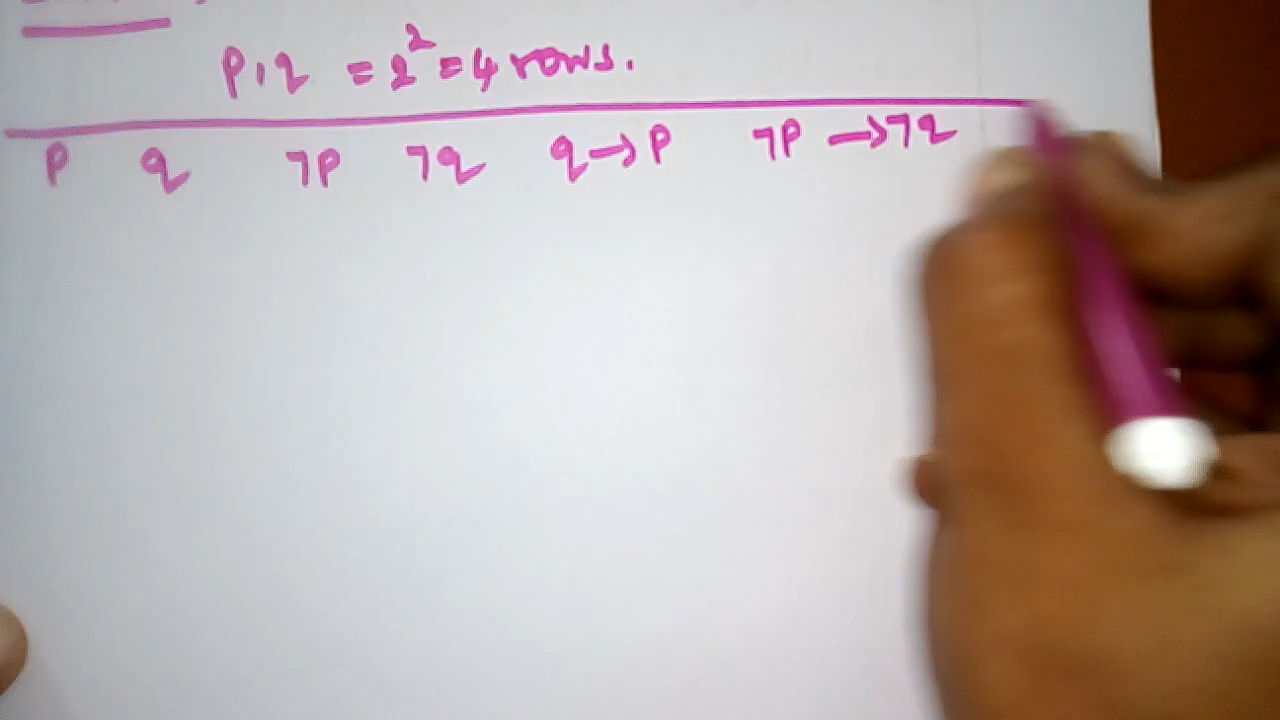 P, q = 2² = 4 rows.
P q ┐P ┐q q → P ┐P → ┐q